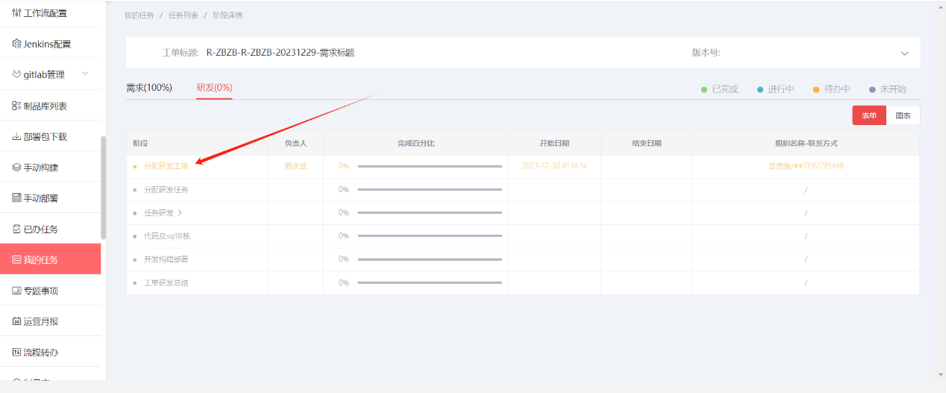 工作流配置
Jenkins配置
gitlab管理
制品库列表
部署包下载
手动构建
手动部署
已办任务
我的任务
专题事项
运营月报
流程转办
我的任务 / 任务列表 / 阶段详情
工单标题: R-ZBZB-R-ZBZB-20231229-需求标题
版本号:
需求(100%) 研发(0%)
已完成 进行中 待办中 未开始
表单 图表
阶段 负责人 完成百分比 开始日期 结束日期 组织名称-联系方式
分配研发工单 0% 2023-12-30 01:14:14
分配研发任务 0% /
任务研发 > 0% /
代码及sql审核 0% /
开发构建部署 0% /
工单研发总结 0% /